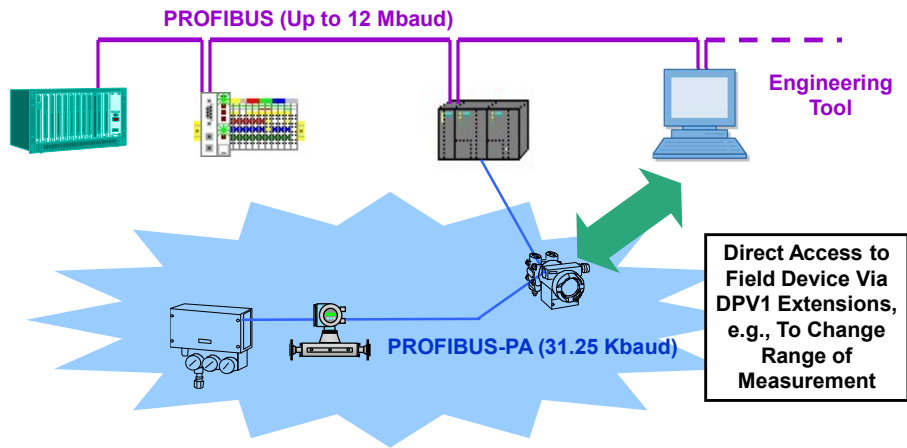 PROFIBUS (Up to 12 Mbaud)
Engineering
Tool
Direct Access to
Field Device Via
DPV1 Extensions,
e.g., To Change
Range of
Measurement
PROFIBUS-PA (31.25 Kbaud)